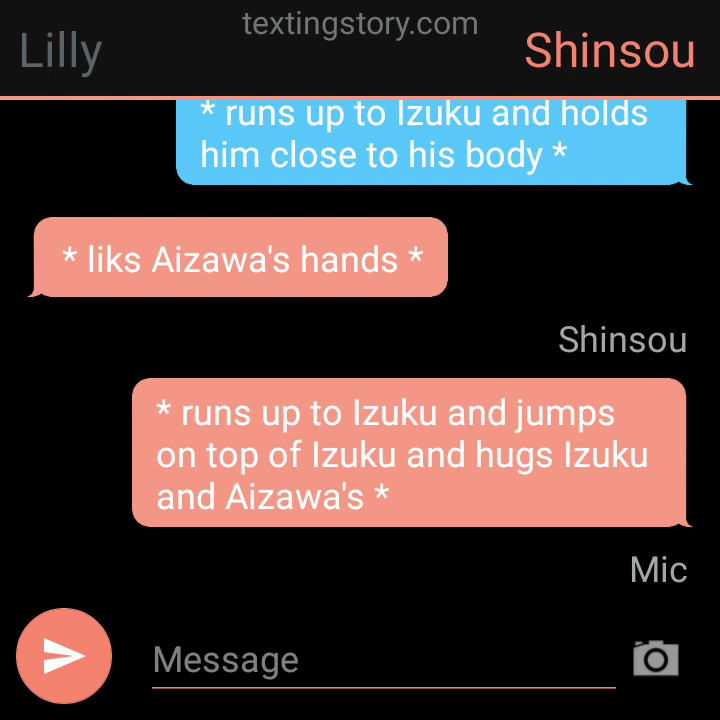 textingstory.com
Lilly
Shinsou
* runs up to Izuku and holds
him close to his body *
* liks Aizawa's hands *
Shinsou
* runs up to Izuku and jumps
on top of Izuku and hugs Izuku
and Aizawa's *
Mic
Message